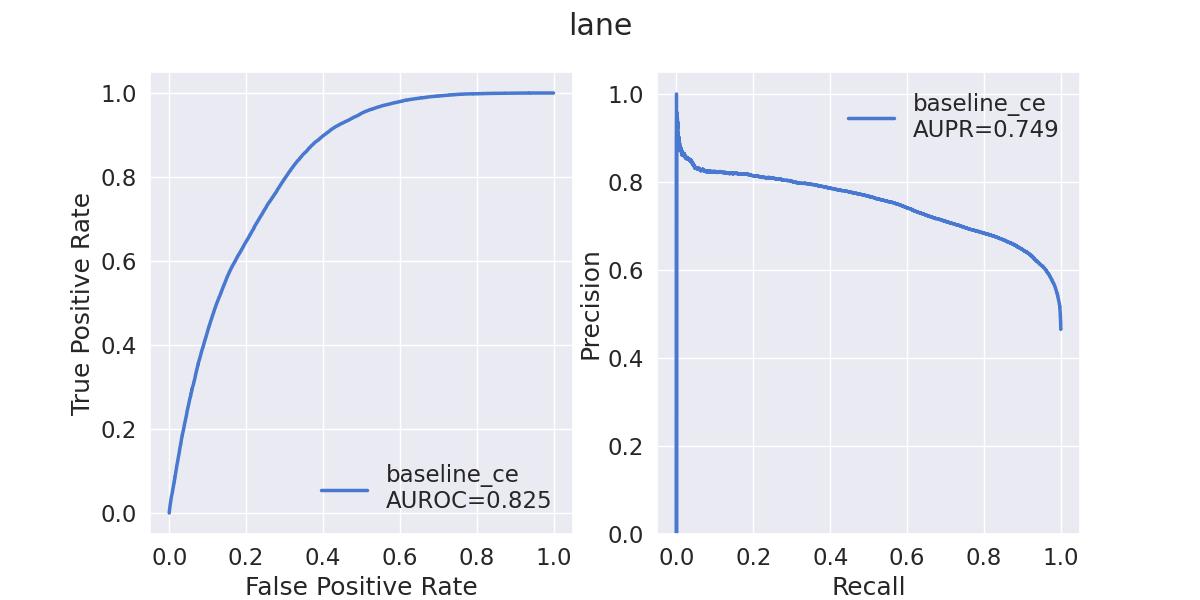 lane
True Positive Rate
1.0
0.8
0.6
0.4
0.2
0.0
baseline_ce
AUROC=0.825
0.0 0.2 0.4 0.6 0.8 1.0
False Positive Rate
Precision
1.0
0.8
0.6
0.4
0.2
0.0
baseline_ce
AUPR=0.749
0.0 0.2 0.4 0.6 0.8 1.0
Recall